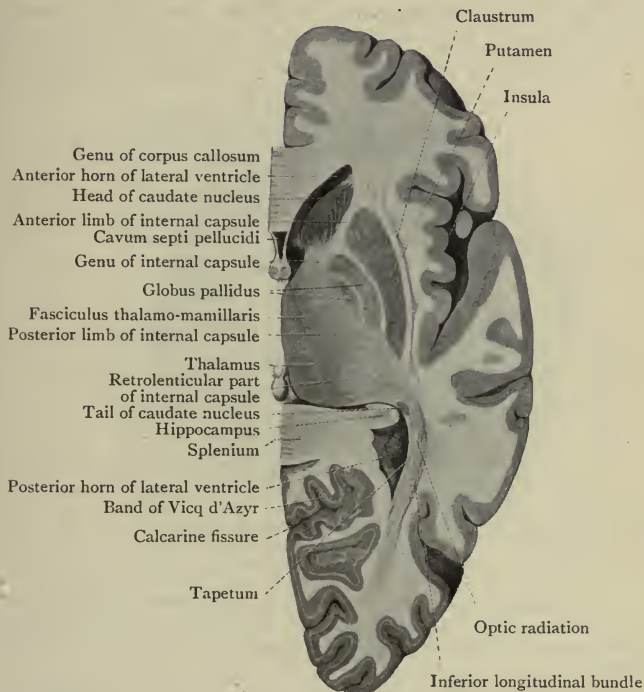 Claustrum
Putamen
Insula
Genu of corpus callosum
Anterior horn of lateral ventricle
Head of caudate nucleus
Anterior limb of internal capsule
Cavum septi pellucidi
Genu of internal capsule
Globus pallidus
Fasciculus thalamo-mamillaris
Posterior limb of internal capsule
Thalamus
Retrolenticular part
of internal capsule
Tail of caudate nucleus
Hippocampus
Splenium
Posterior horn of lateral ventricle
Band of Vicq d'Azyr
Calcarine fissure
Tapetum
Optic radiation
Inferior longitudinal bundle